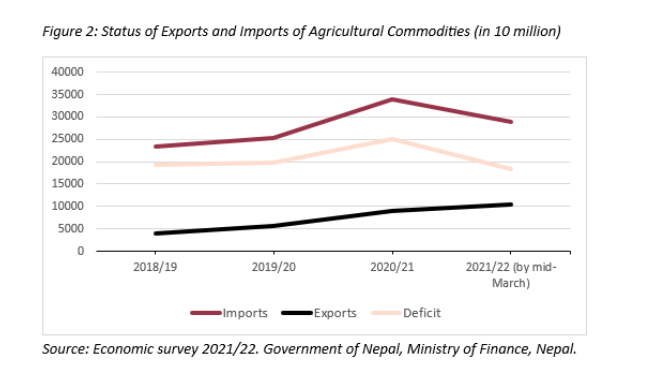 Figure 2: Status of Exports and Imports of Agricultural Commodities (in 10 million)
40000
35000
30000
25000
20000
15000
10000
5000
0
2018/19 2019/20 2020/21 2021/22 (by mid-
March)
Imports Exports Deficit
Source: Economic survey 2021/22. Government of Nepal, Ministry of Finance, Nepal.